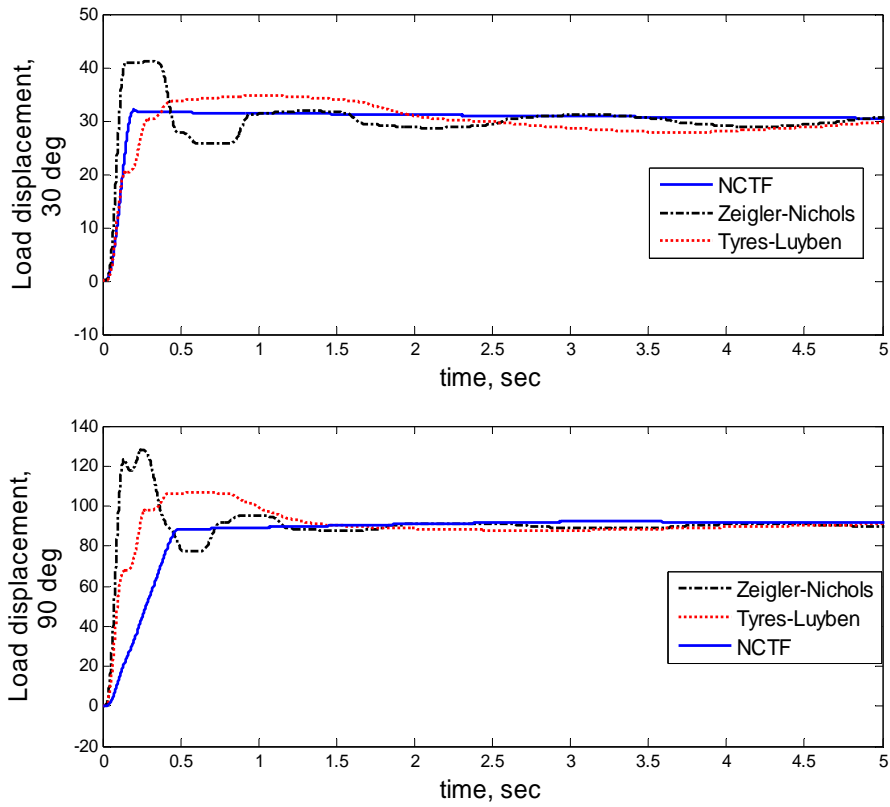 50
40
30
20
10
0
-10
Load displacement,
30 deg
NCTF
Zeigler-Nichols
Tyres-Luyben
0 0.5 1 1.5 2 2.5 3 3.5 4 4.5 5
time, sec
140
120
100
80
60
40
20
0
-20
Load displacement,
90 deg
Zeigler-Nichols
Tyres-Luyben
NCTF
0 0.5 1 1.5 2 2.5 3 3.5 4 4.5 5
time, sec